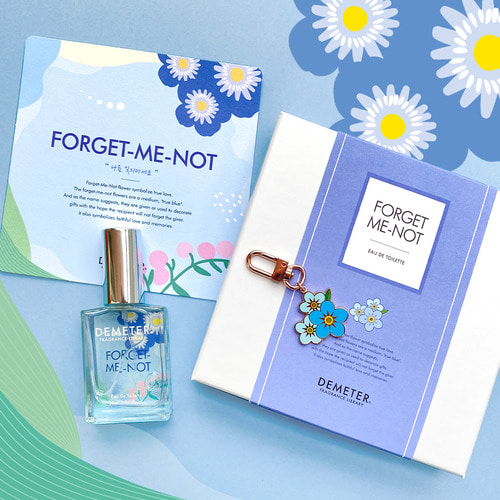 FORGET-ME-NOT
" 나를 잊지마세요 "
Forget-Me-Not flower symbolize true love.
The forget-me-not flowers are a medium, "true blue".
And as the name suggests, they are given or used to decorate
gifts with the hope the recipient will not forget the giver.
It also symbolizes faithful love and memories.
DEMETER
FRAGRANCE LIBRARY
FORGET
-ME-NOT
FORGET
ME-NOT
EAU DE TOILETTE
DEMETER
FRAGRANCE LIBRARY